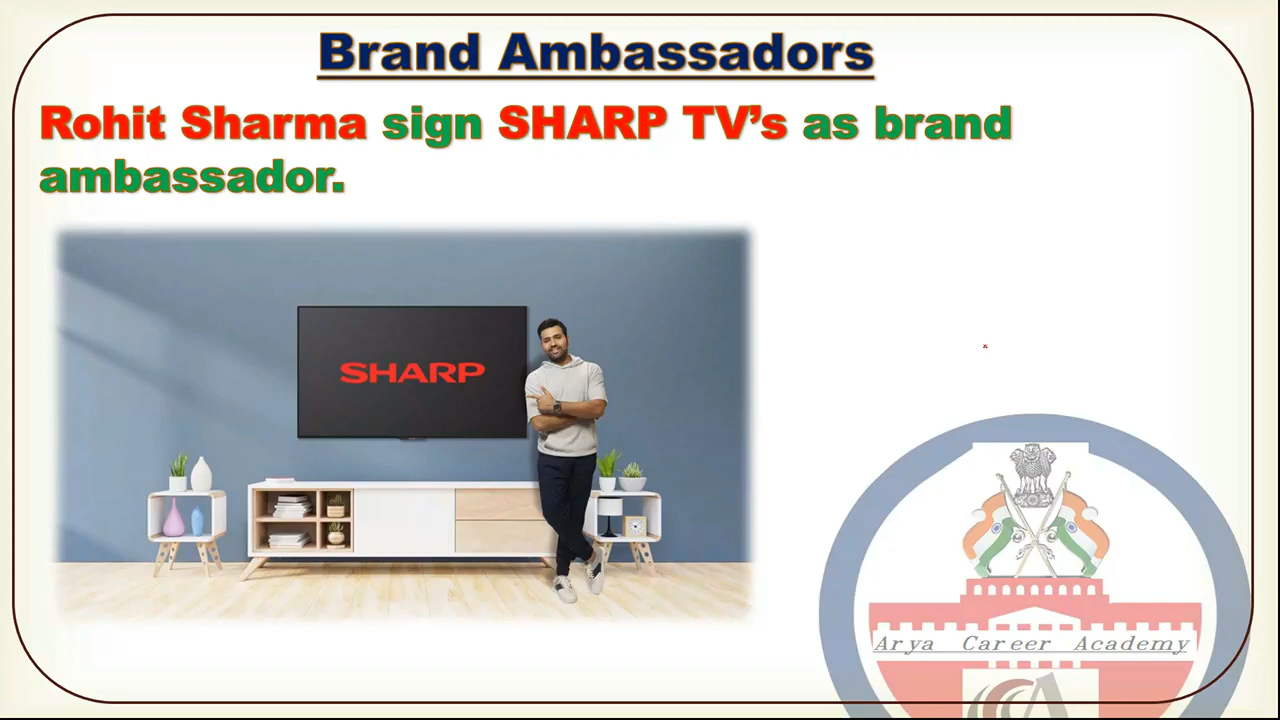 Brand Ambassadors
Rohit Sharma sign SHARP TV’s as brand
ambassador.
SHARP
Arya Career Academy